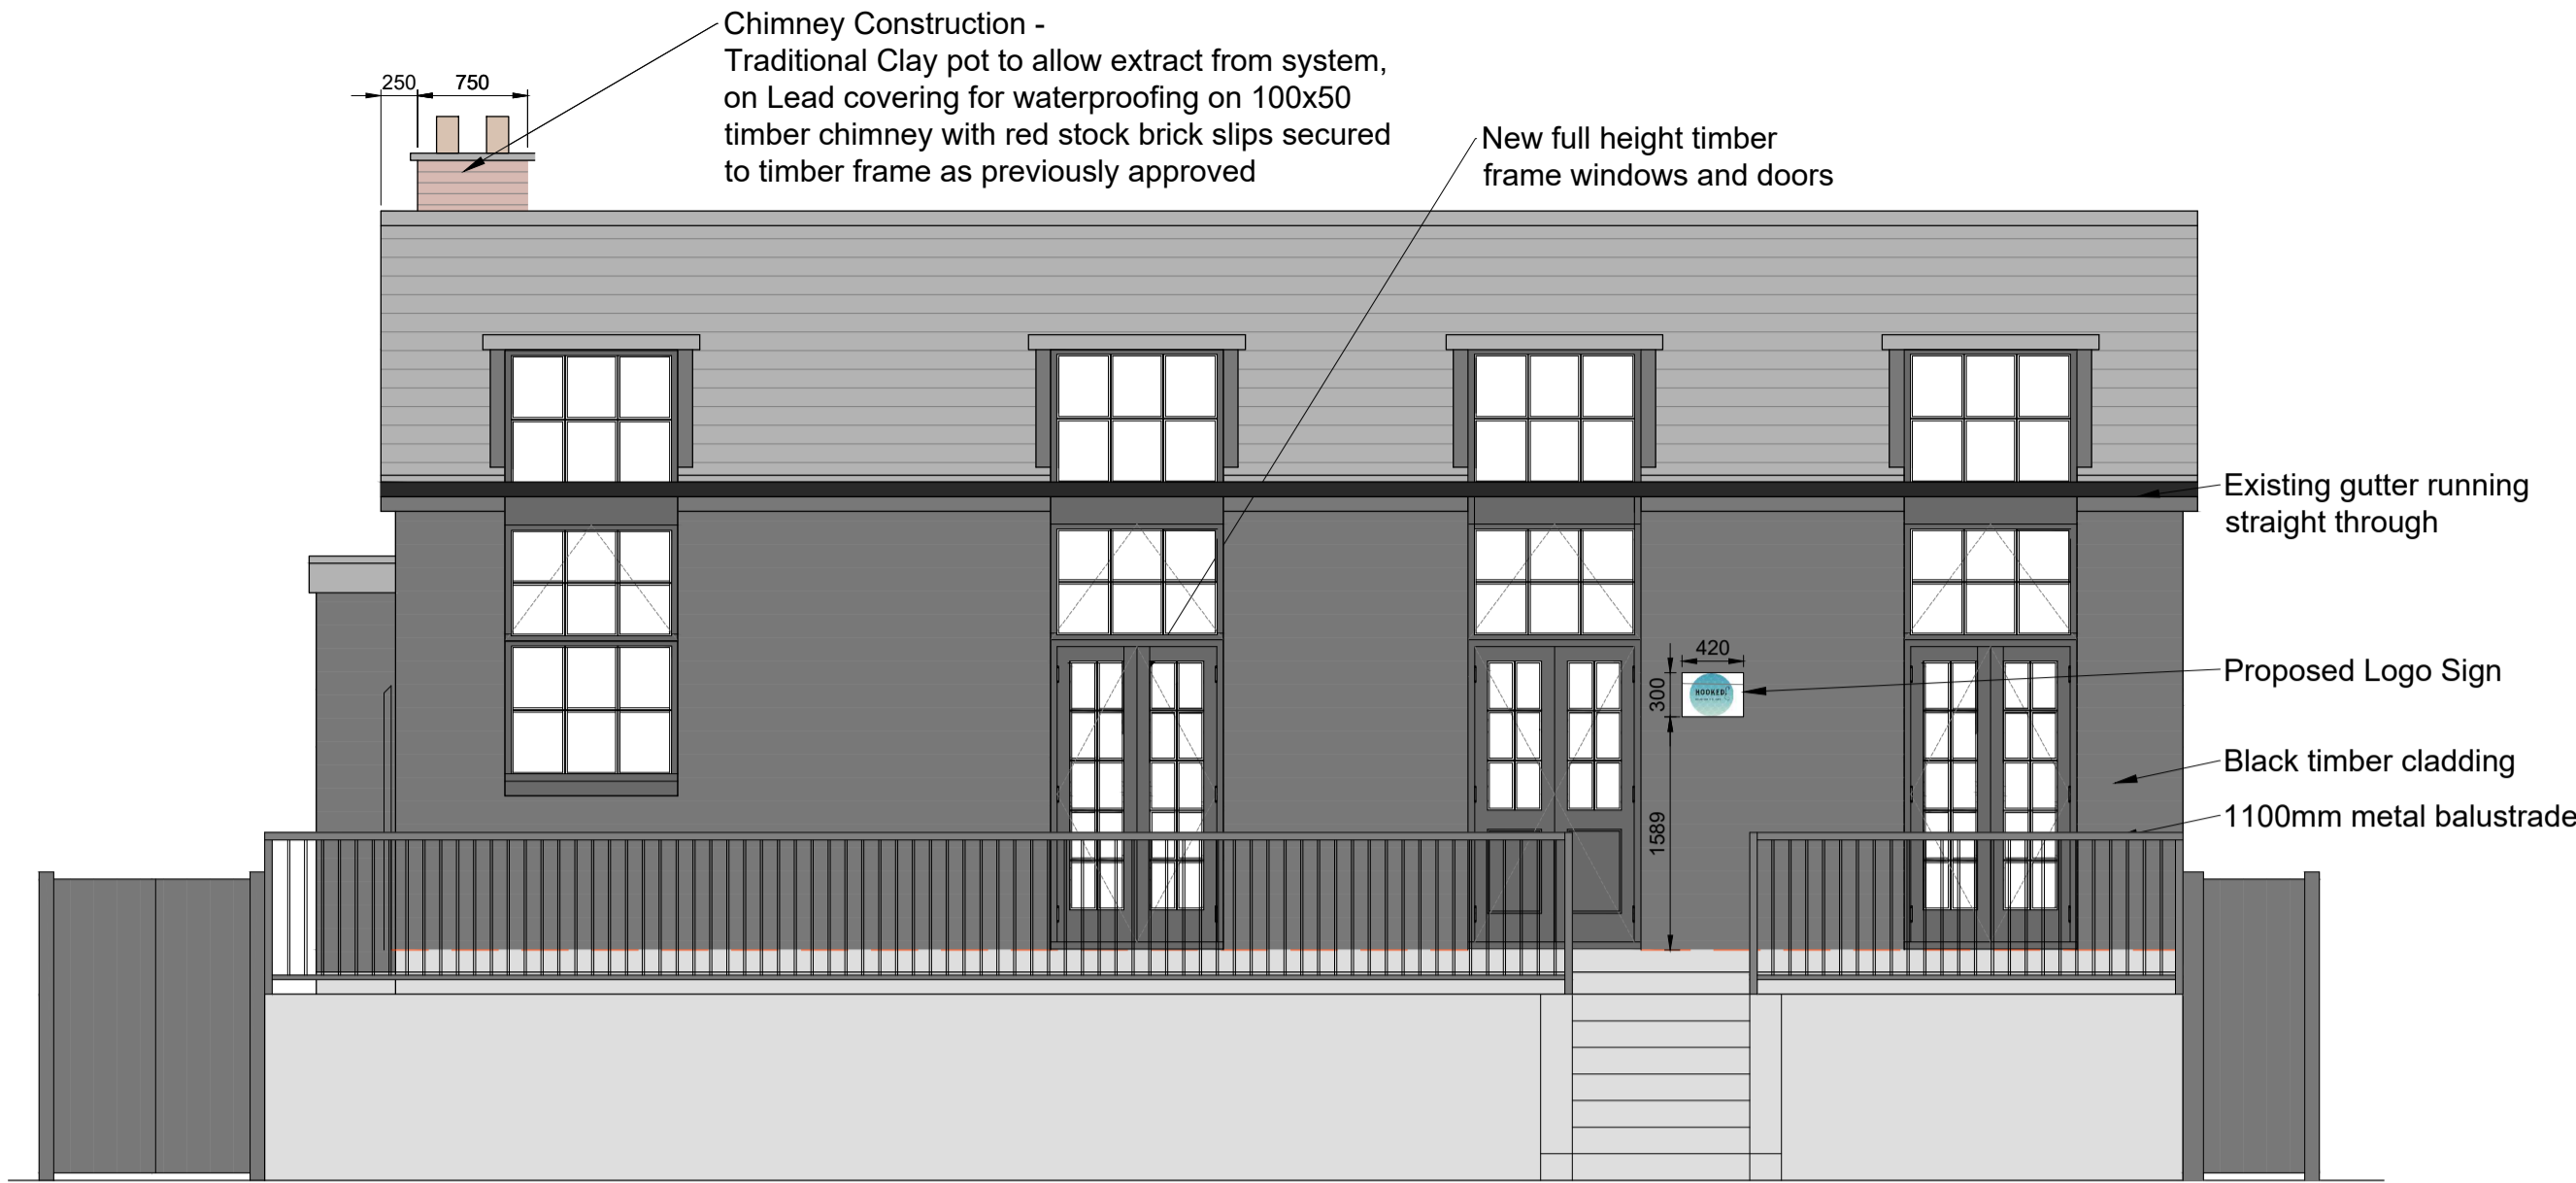 Chimney Construction -
Traditional Clay pot to allow extract from system,
on Lead covering for waterproofing on 100x50
timber chimney with red stock brick slips secured
to timber frame as previously approved
250
750
New full height timber
frame windows and doors
Existing gutter running
straight through
420
300
HOOKED
Proposed Logo Sign
Black timber cladding
1589
1100mm metal balustrade